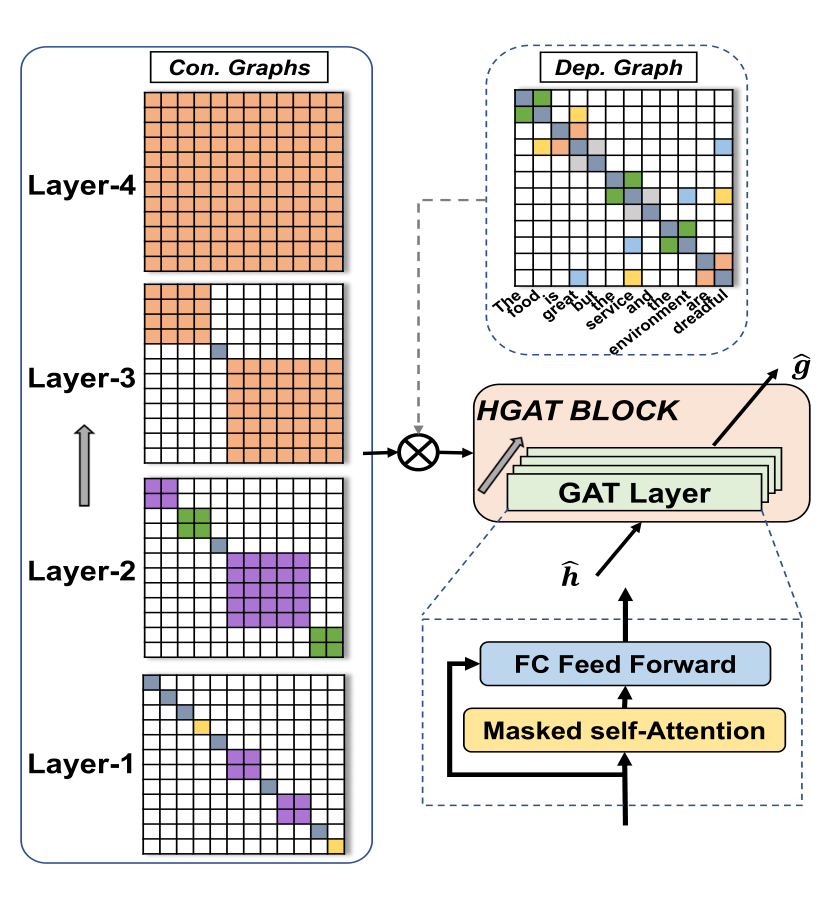 Con. Graphs
Layer-4
Layer-3
Layer-2
Layer-1
Dep. Graph
The
food
is
great
but
the
service
and
the
environment
are
dreadful
ĝ
HGAT BLOCK
GAT Layer
ĥ
FC Feed Forward
Masked self-Attention